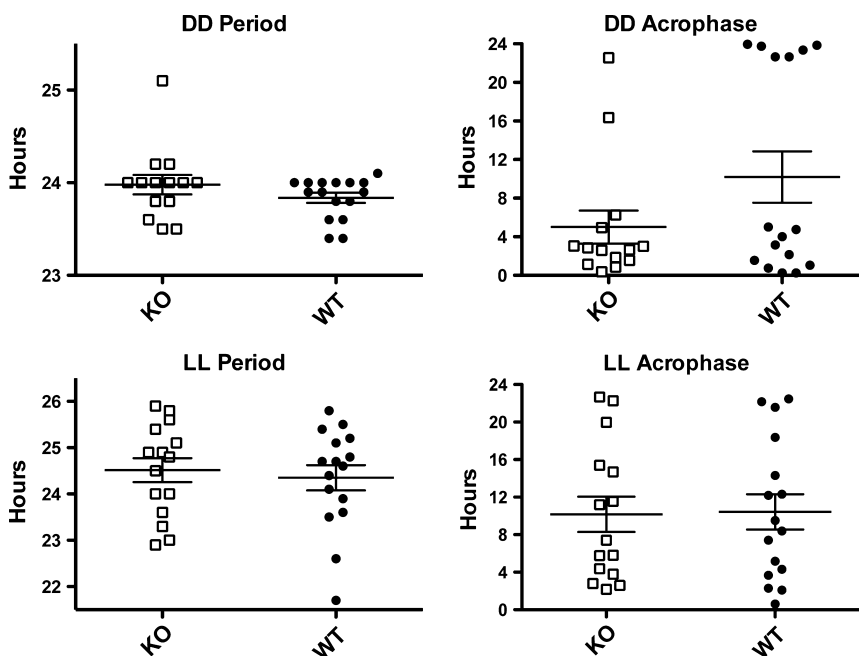 DD Period
Hours
25
24
23
KO
WT
DD Acrophase
Hours
24
20
16
12
8
4
0
KO
WT
LL Period
Hours
26
25
24
23
22
KO
WT
LL Acrophase
Hours
24
20
16
12
8
4
0
KO
WT